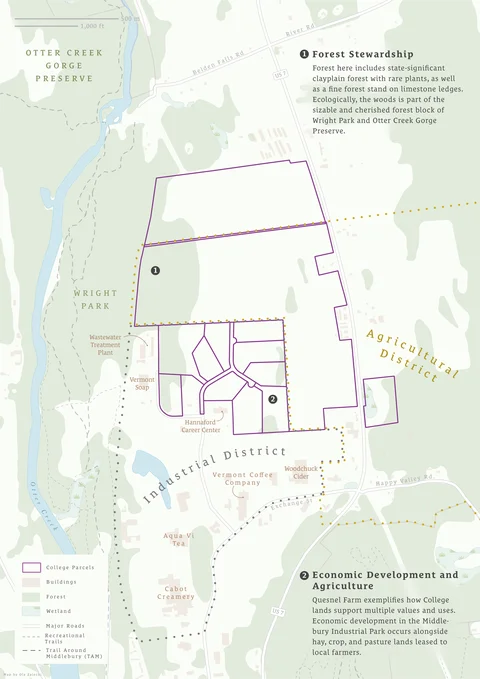 1,000 ft
OTTER CREEK
GORGE
PRESERVE
Belden Falls Rd
River Rd
US 7
1 Forest Stewardship
Forest here includes state-significant
clayplain forest with rare plants, as well
as a fine forest stand on limestone ledges.
Ecologically, the woods is part of the
sizable and cherished forest block of
Wright Park and Otter Creek Gorge
Preserve.
1
WRIGHT
PARK
Wastewater
Treatment
Plant
Vermont
Soap
Agricultural
District
2
Hannaford
Career Center
Industrial District
Vermont Coffee
Company
Woodchuck
Cider
Happy Valley Rd
Exchange St
Otter Creek
Aqua Vi
Tea
Cabot
Creamery
US 7
College Parcels
Buildings
Forest
Wetland
Major Roads
Recreational
Trails
Trail Around
Middlebury (TAM)
2 Economic Development and
Agriculture
Quesnel Farm exemplifies how College
lands support multiple values and uses.
Economic development in the Middle-
bury Industrial Park occurs alongside
hay, crop, and pasture lands leased to
local farmers.